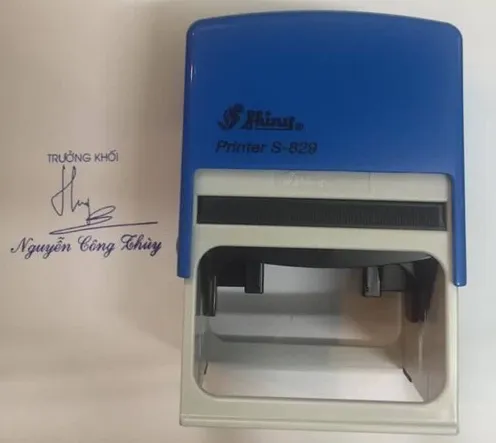 TRƯỞNG KHỐI
Nguyễn Công Thùy
Shiny®
Printer S-829